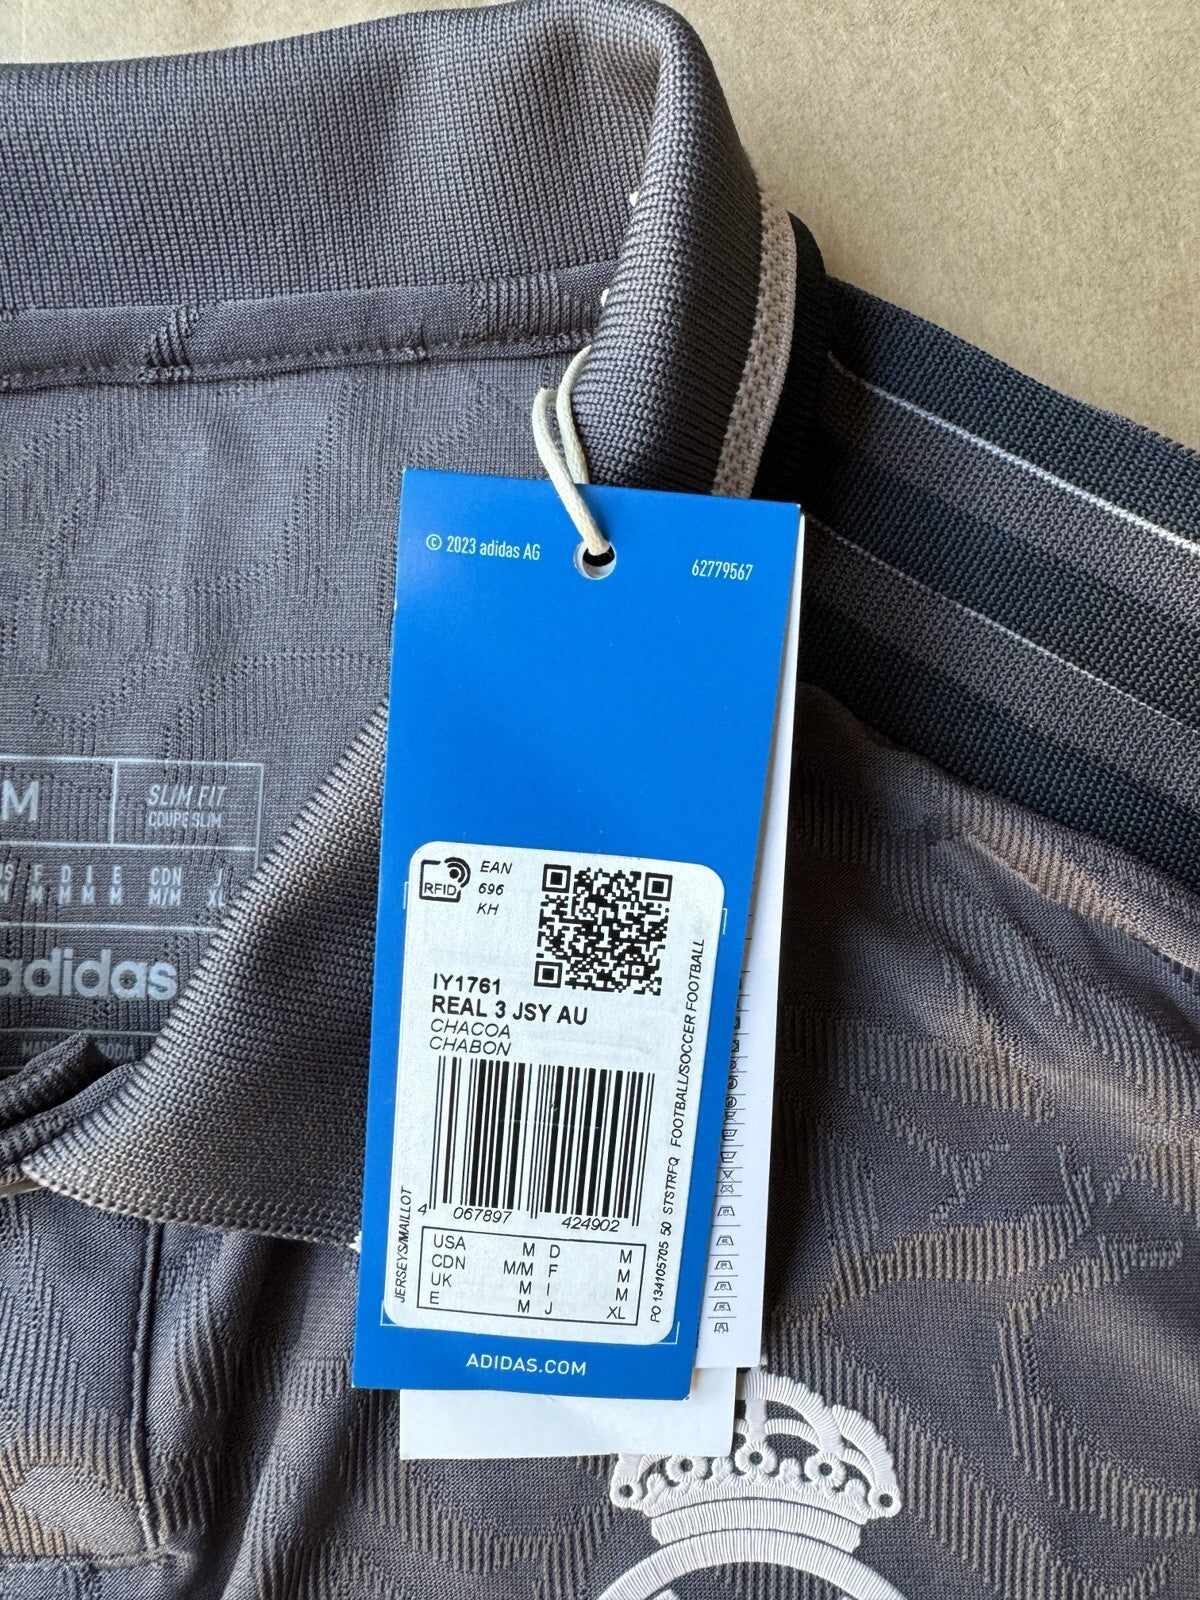 © 2023 adidas AG
62779567
M
SLIM FIT
COUPE SLIM
F D I E CDN J
M M M M M/M XL
adidas
RFID
EAN
696
KH
IY1761
REAL 3 JSY AU
CHACOA
CHABON
4 067897 424902
JERSEYS/MAILLOT
PO 134105705 50 STSTRFQ FOOTBALL/SOCCER FOOTBALL
USA M D M
CDN M/M F M
UK M I M
E M J XL
ADIDAS.COM